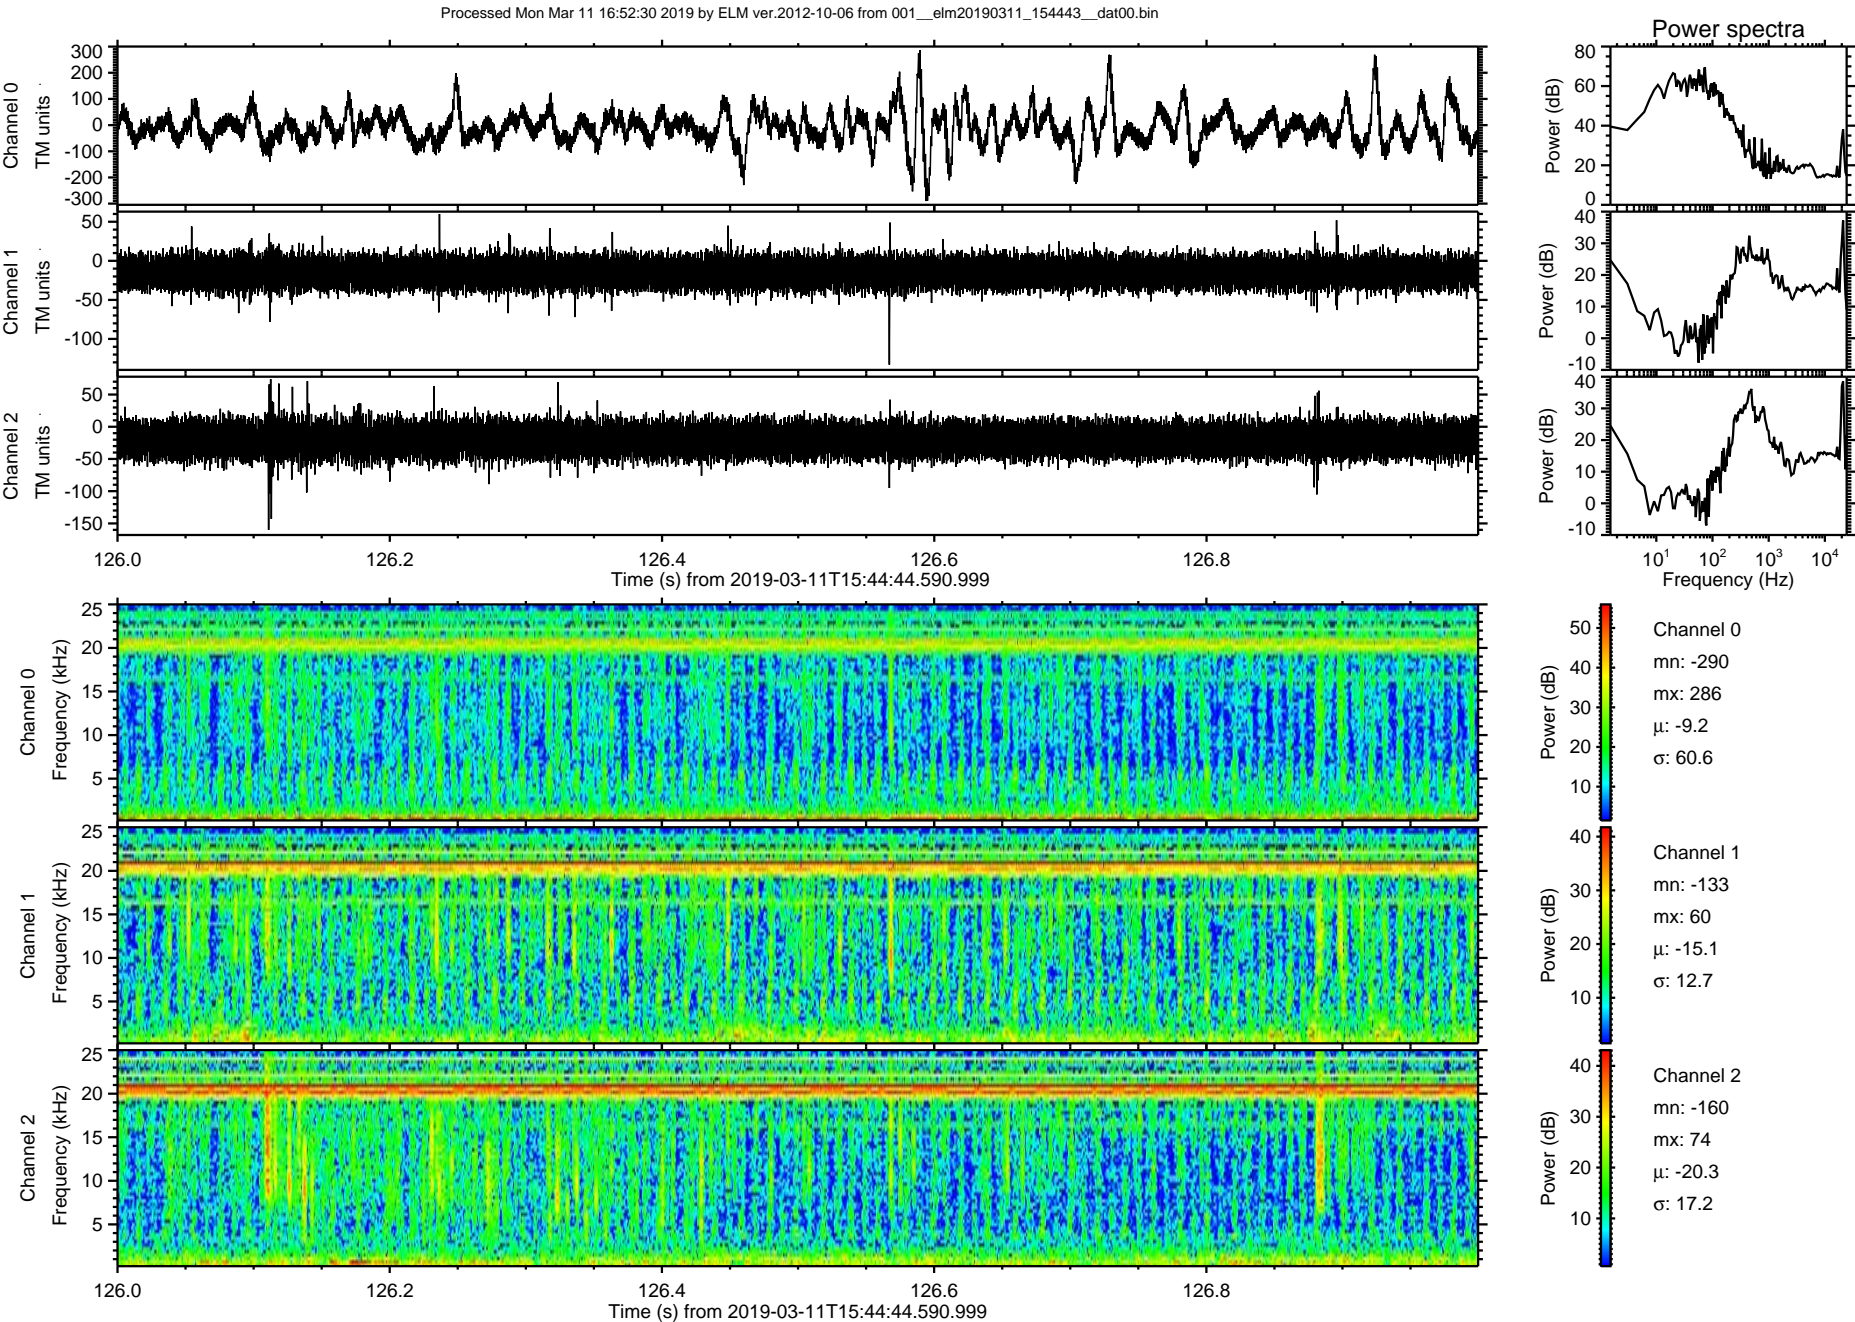 Processed Mon Mar 11 16:52:30 2019 by ELM ver.2012-10-06 from 001__elm20190311_154443__dat00.bin
Power spectra
Channel 0
TM units
300
200
100
0
-100
-200
-300
Power (dB)
80
60
40
20
0
Channel 1
TM units
50
0
-50
-100
Power (dB)
40
30
20
10
0
-10
Channel 2
TM units
50
0
-50
-100
-150
Power (dB)
40
30
20
10
0
-10
126.0 126.2 126.4 126.6 126.8
Time (s) from 2019-03-11T15:44:44.590.999
10^1 10^2 10^3 10^4
Frequency (Hz)
Channel 0
Frequency (kHz)
25
20
15
10
5
Power (dB)
50
40
30
20
10
Channel 0
mn: -290
mx: 286
μ: -9.2
σ: 60.6
Channel 1
Frequency (kHz)
25
20
15
10
5
Power (dB)
40
30
20
10
Channel 1
mn: -133
mx: 60
μ: -15.1
σ: 12.7
Channel 2
Frequency (kHz)
25
20
15
10
5
Power (dB)
40
30
20
10
Channel 2
mn: -160
mx: 74
μ: -20.3
σ: 17.2
126.0 126.2 126.4 126.6 126.8
Time (s) from 2019-03-11T15:44:44.590.999